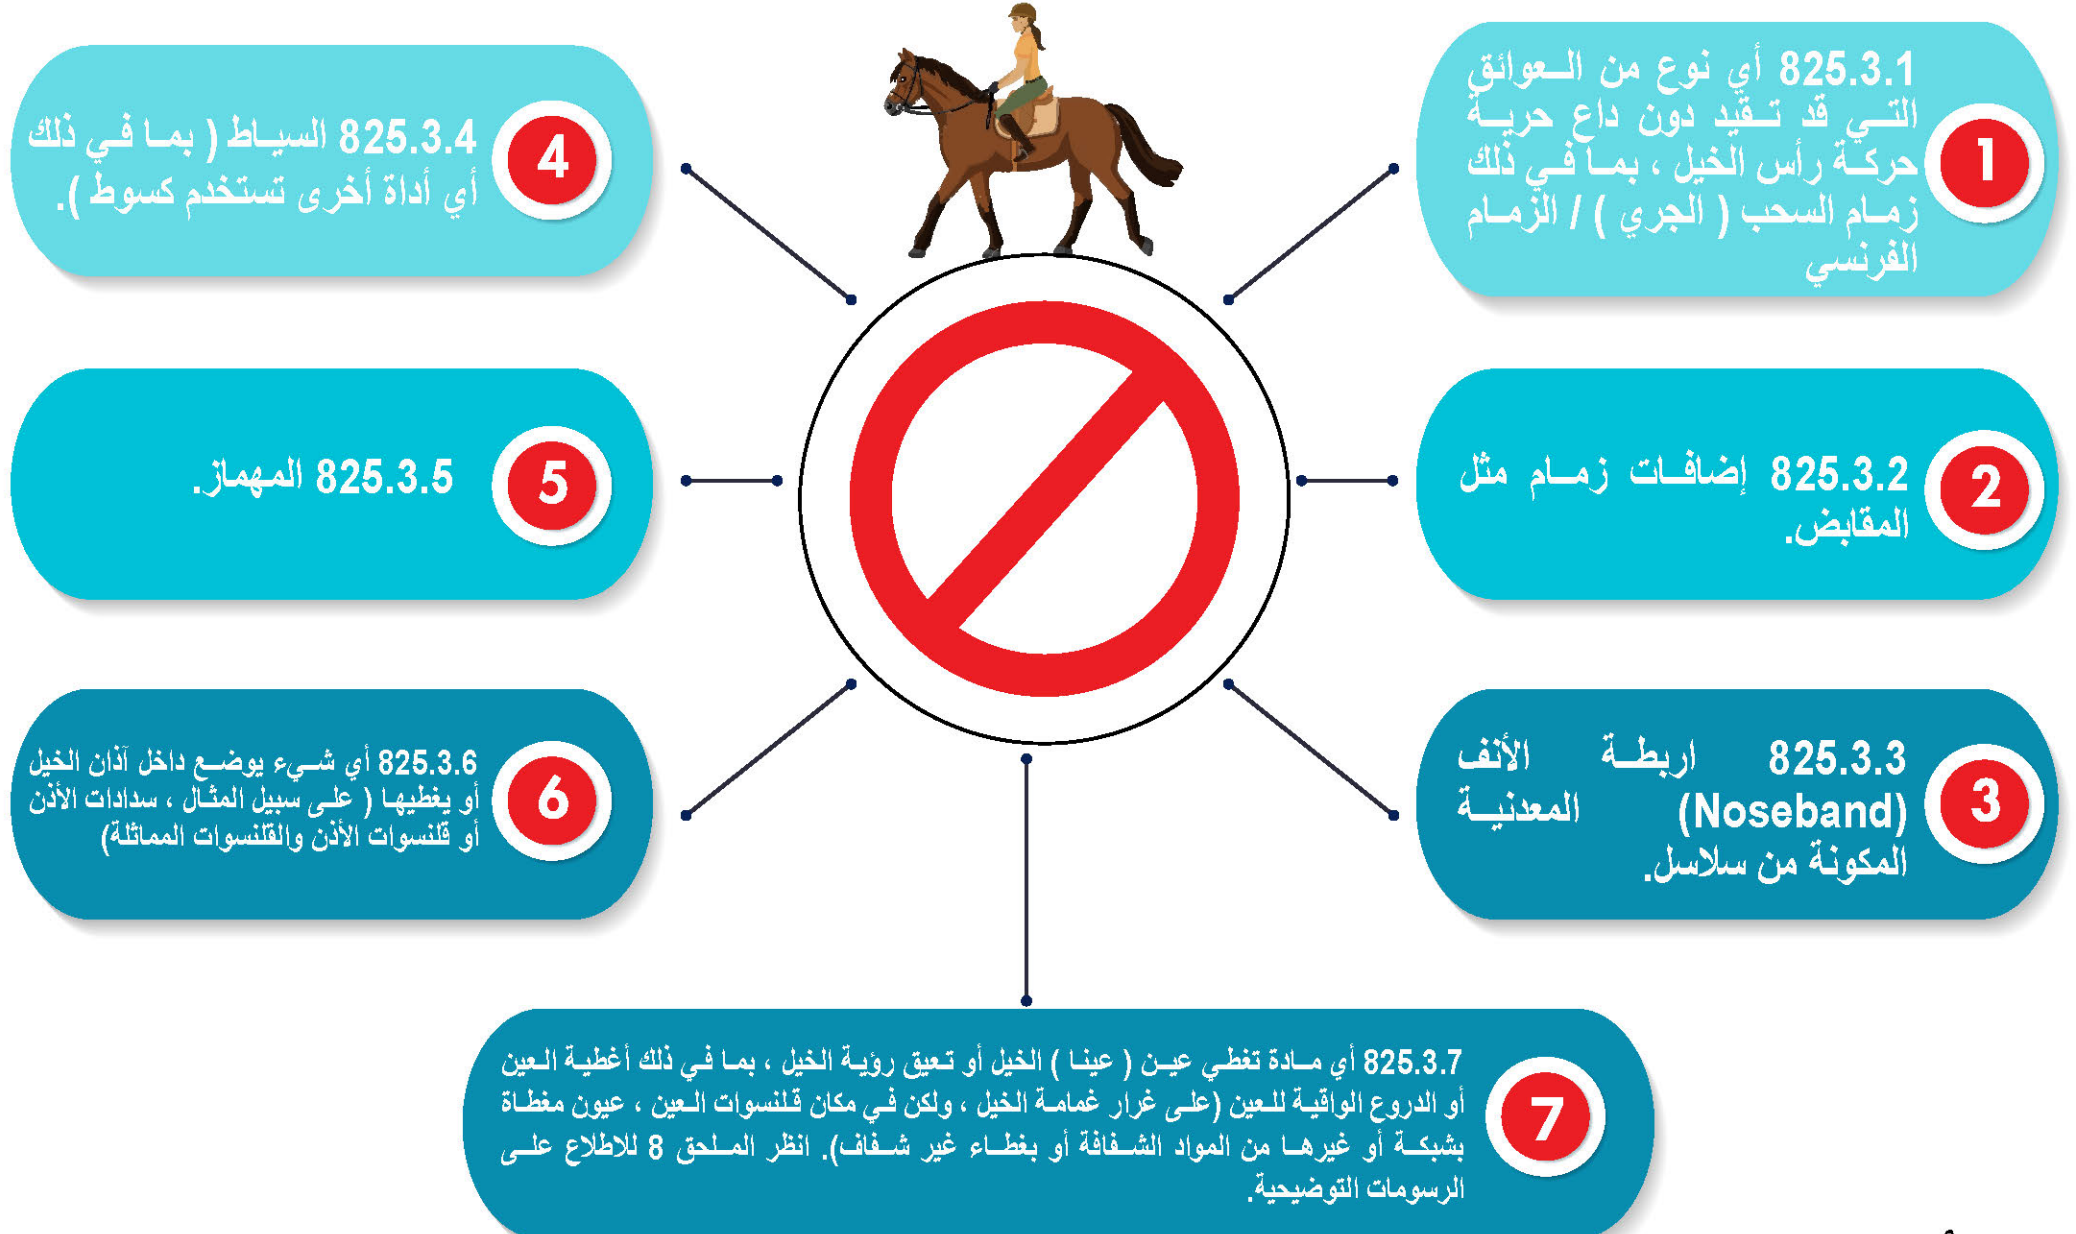 1
825.3.1 أي نوع من العوائق
التي قد تقيد دون داع حرية
حركة رأس الخيل ، بما في ذلك
زمام السحب ( الجري ) / الزمام
الفرنسي
2
825.3.2 إضافات زمام مثل
المقابض.
3
825.3.3 اربطة الأنف
(Noseband) المعدنية
المكونة من سلاسل.
4
825.3.4 السياط ( بما في ذلك
أي أداة أخرى تستخدم كسوط ).
5
825.3.5 المهماز.
6
825.3.6 أي شيء يوضع داخل آذان الخيل
أو يغطيها ( على سبيل المثال ، سدادات الأذن
أو قلنسوات الأذن والقلنسوات المماثلة)
7
825.3.7 أي مادة تغطي عين ( عينا ) الخيل أو تعيق رؤية الخيل ، بما في ذلك أغطية العين
أو الدروع الواقية للعين (على غرار غمامة الخيل ، ولكن في مكان قلنسوات العين ، عيون مغطاة
بشبكة أو غيرها من المواد الشفافة أو بغطاء غير شفاف). انظر الملحق 8 للاطلاع على
الرسومات التوضيحية.